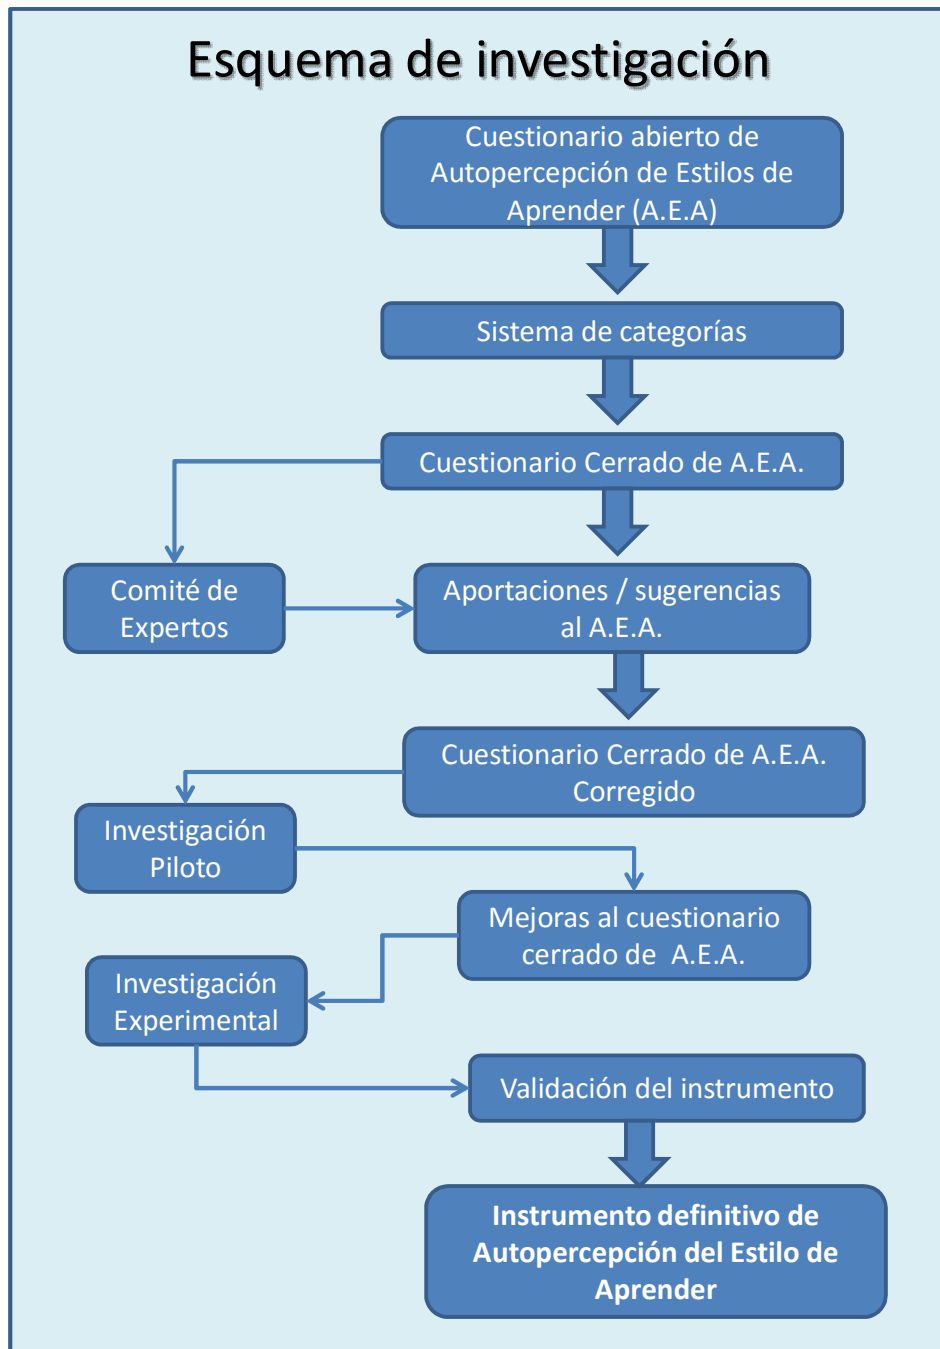 Esquema de investigación
Cuestionario abierto de
Autopercepción de Estilos de
Aprender (A.E.A)
Sistema de categorías
Cuestionario Cerrado de A.E.A.
Comité de
Expertos
Aportaciones / sugerencias
al A.E.A.
Cuestionario Cerrado de A.E.A.
Corregido
Investigación
Piloto
Mejoras al cuestionario
cerrado de A.E.A.
Investigación
Experimental
Validación del instrumento
Instrumento definitivo de
Autopercepción del Estilo de
Aprender